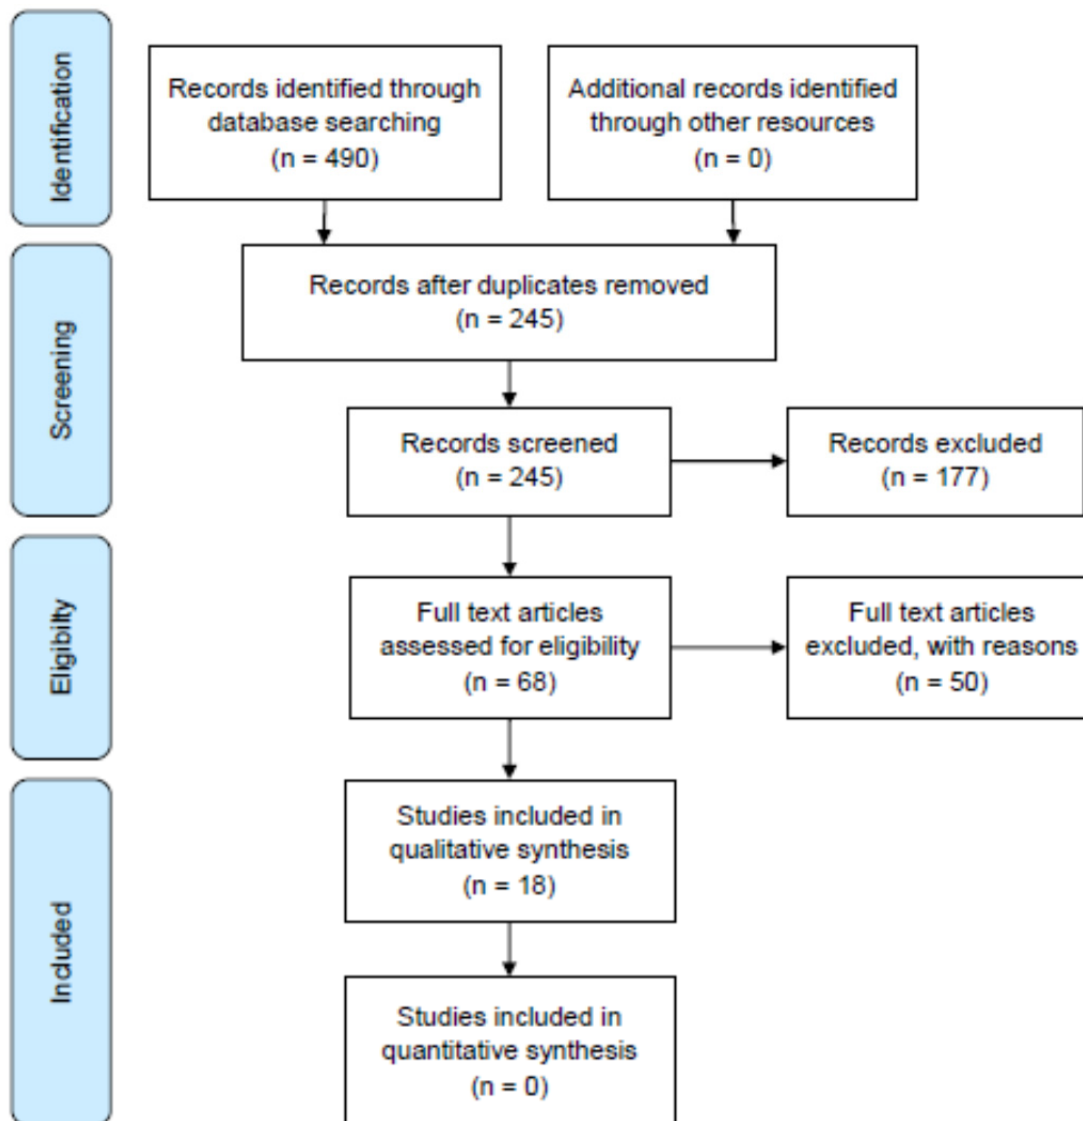 Identification
Records identified through
database searching
(n = 490)
Additional records identified
through other resources
(n = 0)
Screening
Records after duplicates removed
(n = 245)
Records screened
(n = 245)
Records excluded
(n = 177)
Eligibilty
Full text articles
assessed for eligibility
(n = 68)
Full text articles
excluded, with reasons
(n = 50)
Included
Studies included in
qualitative synthesis
(n = 18)
Studies included in
quantitative synthesis
(n = 0)